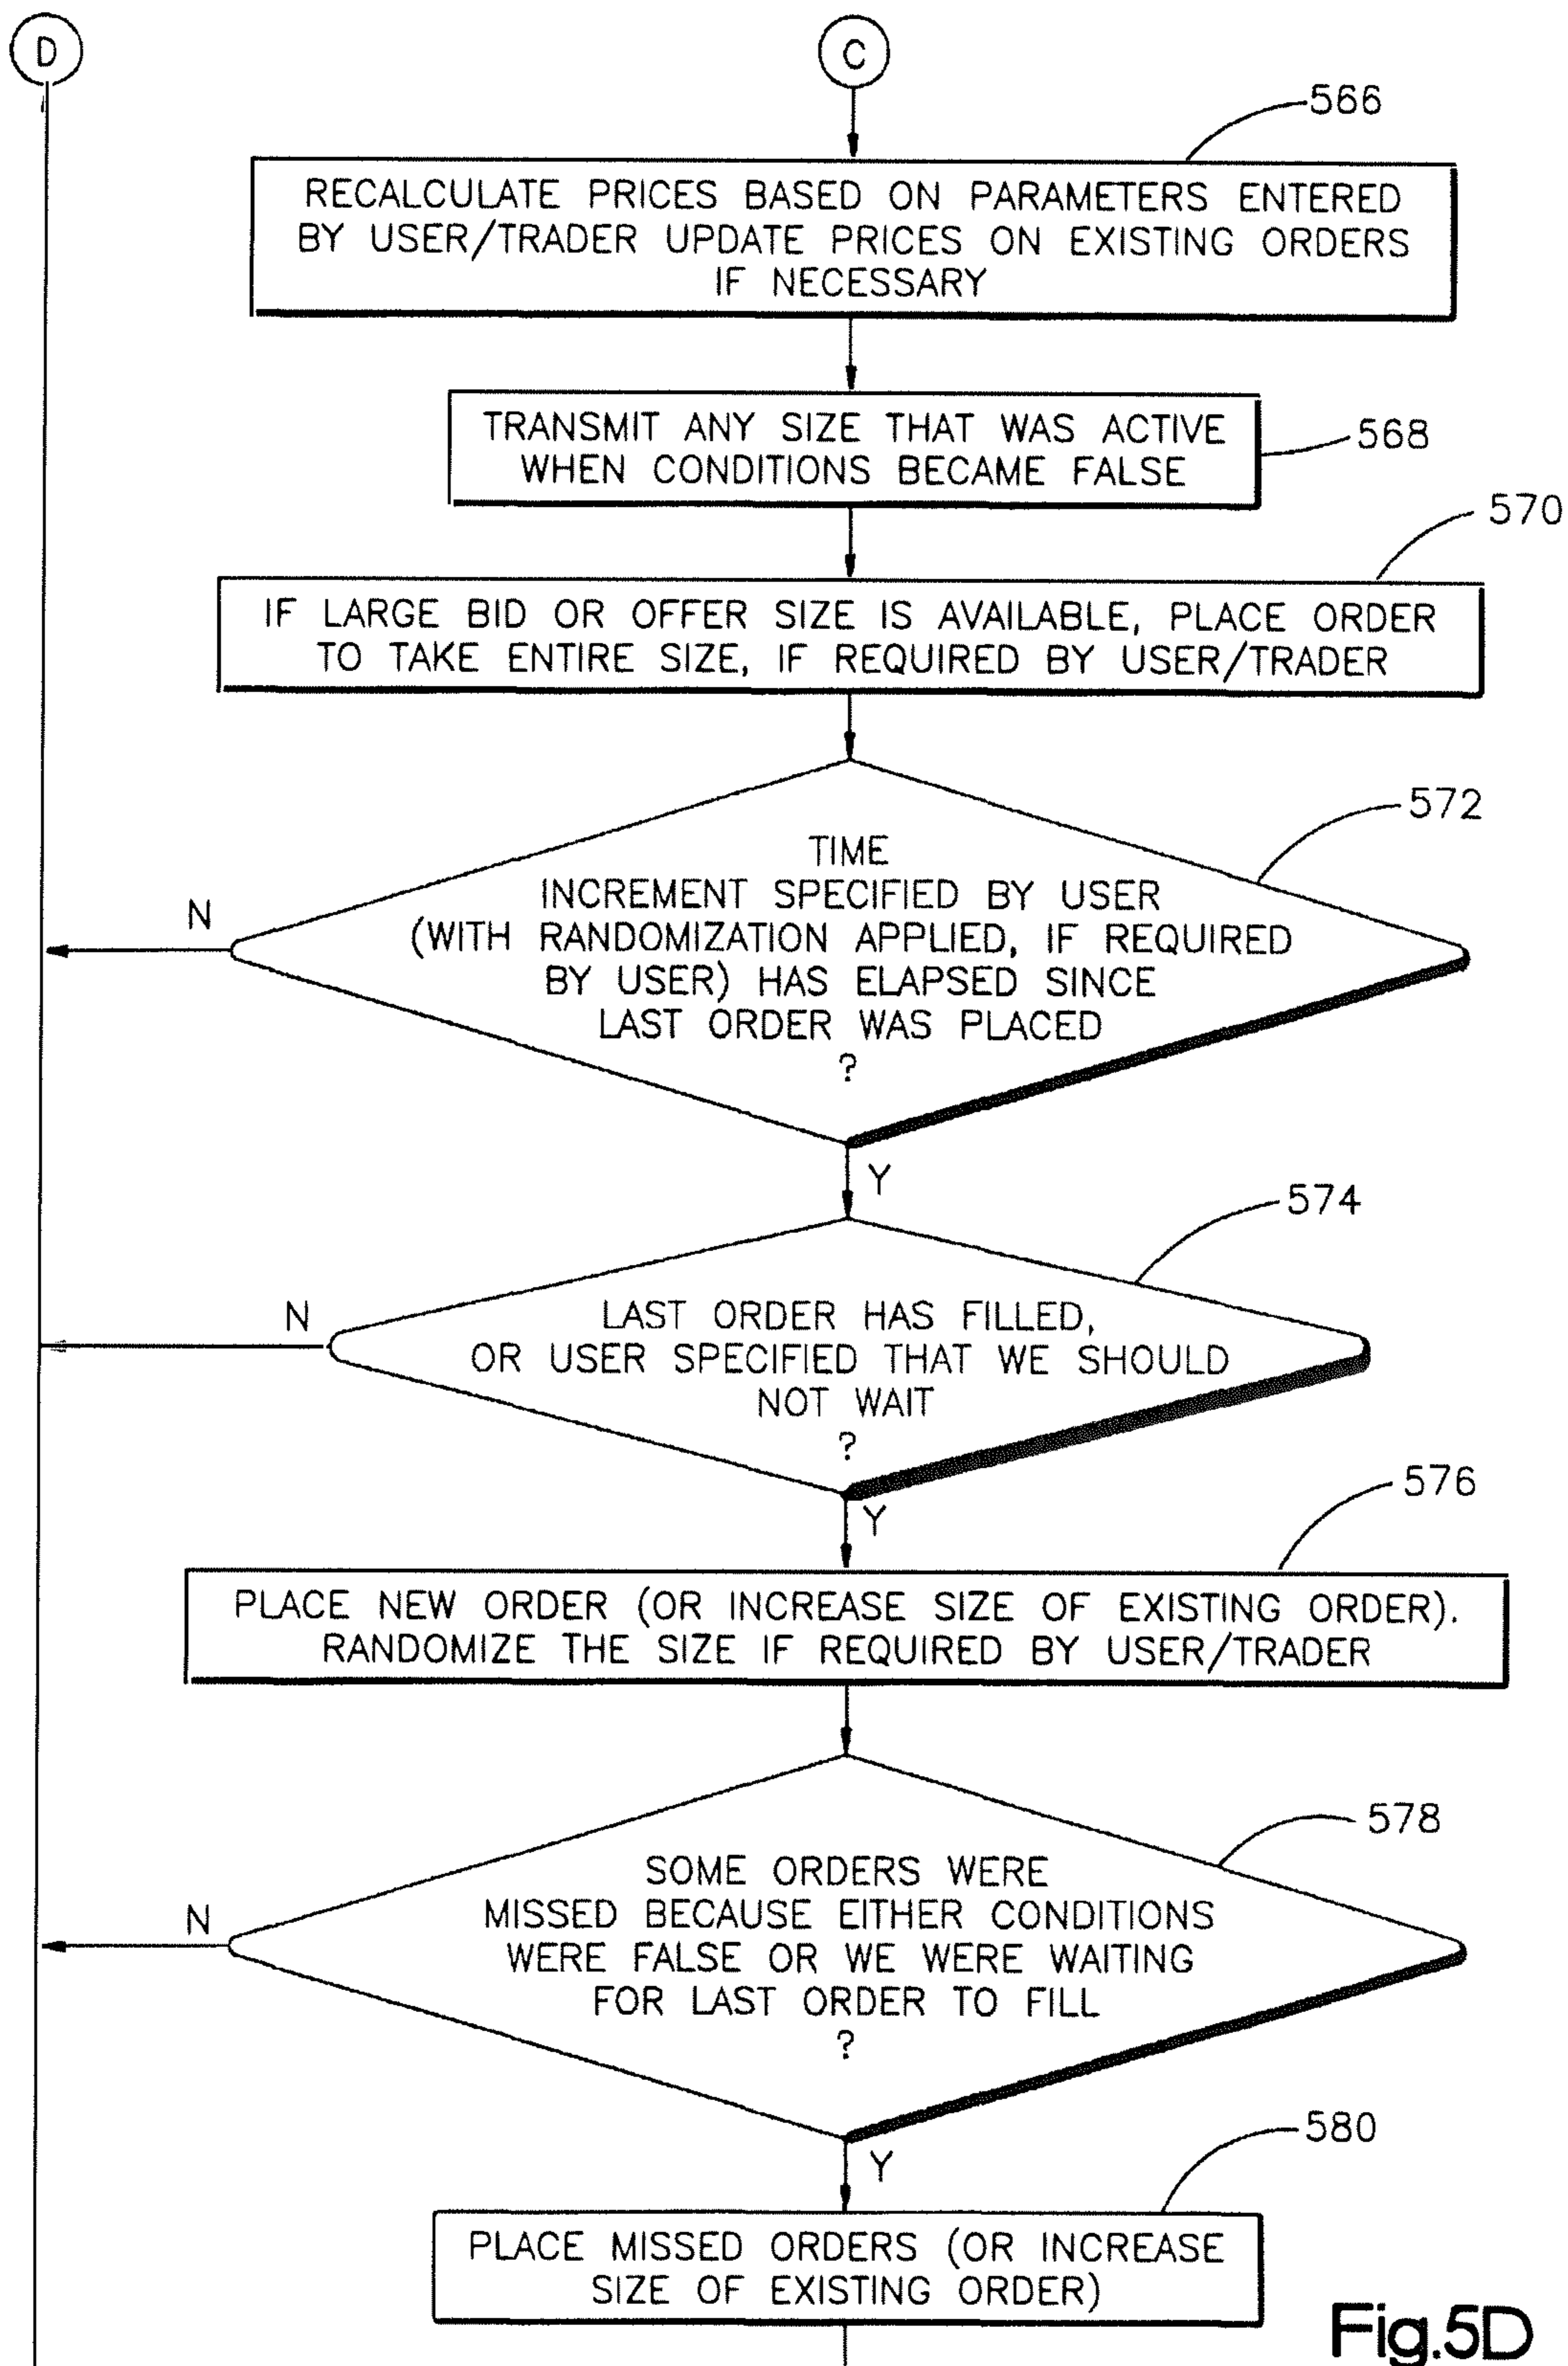 D
C
566
RECALCULATE PRICES BASED ON PARAMETERS ENTERED
BY USER/TRADER UPDATE PRICES ON EXISTING ORDERS
IF NECESSARY
TRANSMIT ANY SIZE THAT WAS ACTIVE
WHEN CONDITIONS BECAME FALSE
568
570
IF LARGE BID OR OFFER SIZE IS AVAILABLE, PLACE ORDER
TO TAKE ENTIRE SIZE, IF REQUIRED BY USER/TRADER
572
TIME
INCREMENT SPECIFIED BY USER
(WITH RANDOMIZATION APPLIED, IF REQUIRED
BY USER) HAS ELAPSED SINCE
LAST ORDER WAS PLACED
?
N
Y
574
LAST ORDER HAS FILLED,
OR USER SPECIFIED THAT WE SHOULD
NOT WAIT
?
N
Y
576
PLACE NEW ORDER (OR INCREASE SIZE OF EXISTING ORDER).
RANDOMIZE THE SIZE IF REQUIRED BY USER/TRADER
578
SOME ORDERS WERE
MISSED BECAUSE EITHER CONDITIONS
WERE FALSE OR WE WERE WAITING
FOR LAST ORDER TO FILL
?
N
Y
580
PLACE MISSED ORDERS (OR INCREASE
SIZE OF EXISTING ORDER)
Fig.5D